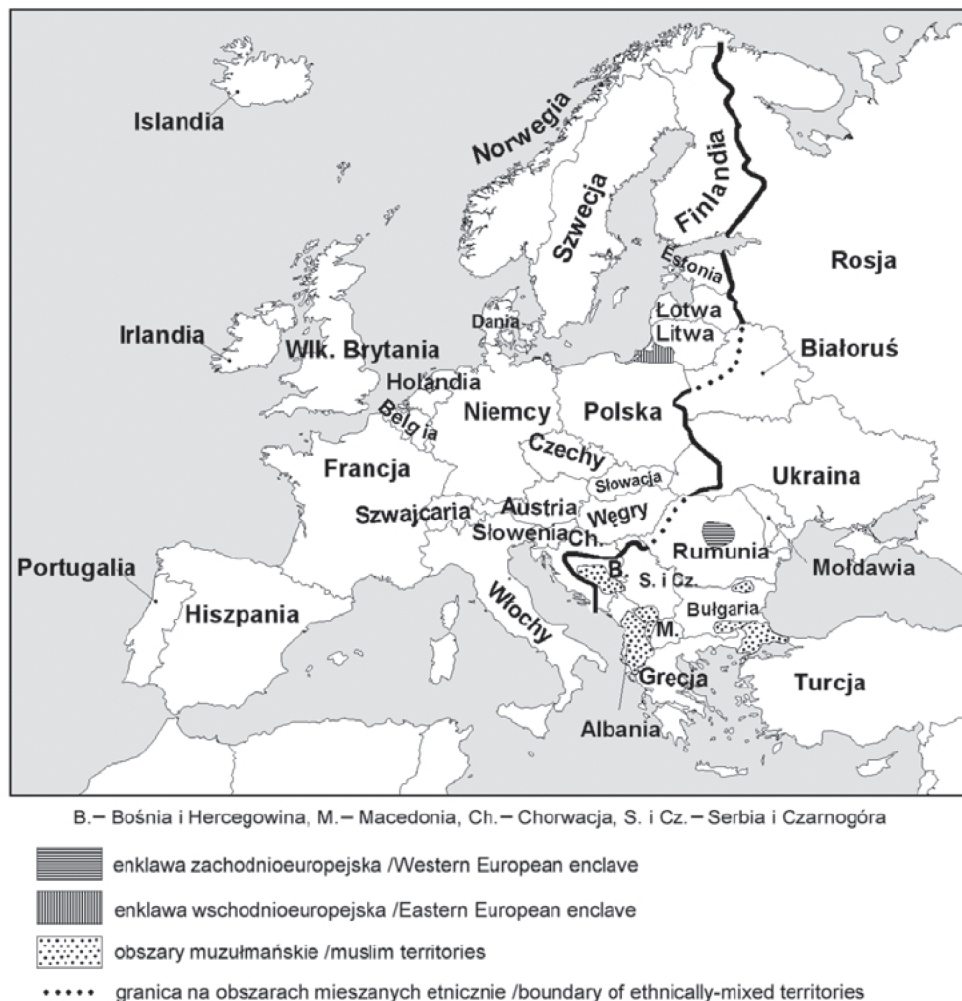 Islandia
Norwegia
Szwecja
Finlandia
Rosja
Estonia
Łotwa
Litwa
Irlandia
Wlk. Brytania
Dania
Białoruś
Holandia
Belgia
Niemcy
Polska
Czechy
Francja
Słowacja
Ukraina
Szwajcaria
Austria
Węgry
Słowenia
Ch.
Rumunia
Mołdawia
Portugalia
Hiszpania
Włochy
B.
S. i Cz.
Bułgaria
M.
Grecja
Turcja
Albania
B.– Bośnia i Hercegowina, M.– Macedonia, Ch.– Chorwacja, S. i Cz.– Serbia i Czarnogóra
enklawa zachodnioeuropejska /Western European enclave
enklawa wschodnioeuropejska /Eastern European enclave
obszary muzułmańskie /muslim territories
granica na obszarach mieszanych etnicznie /boundary of ethnically-mixed territories